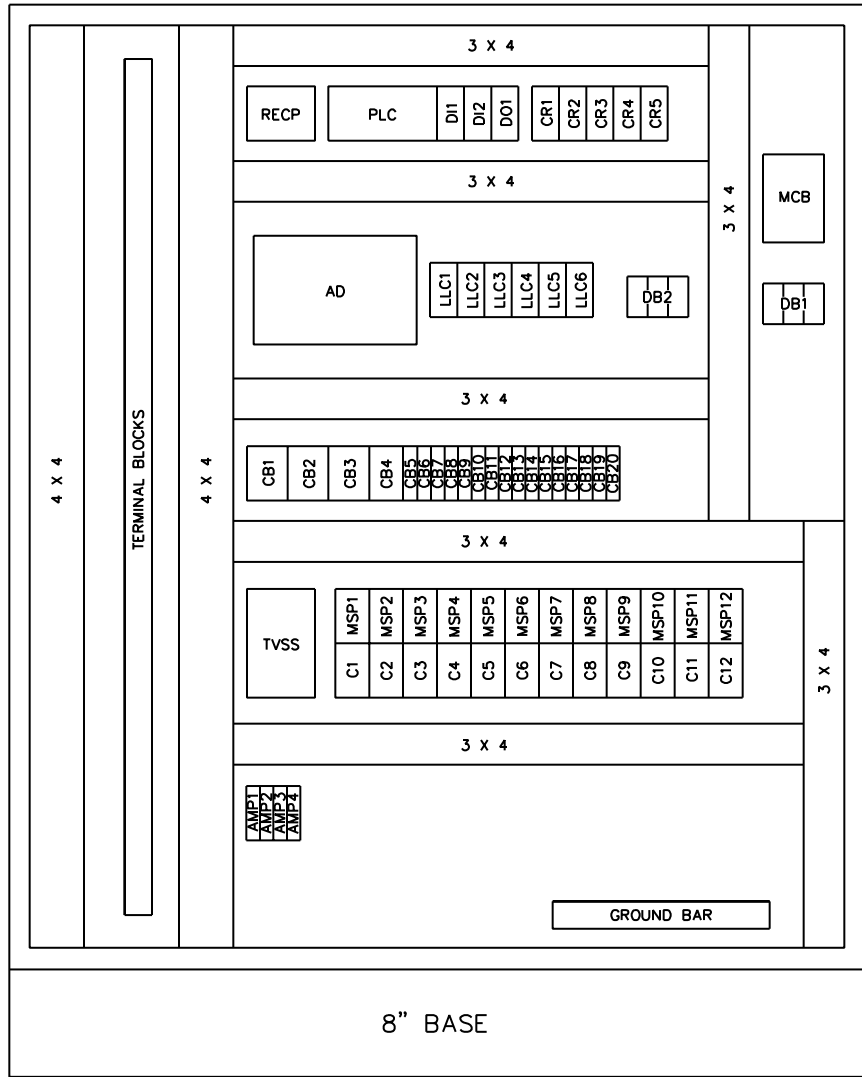 3 X 4
RECP
PLC
DI1
DI2
DO1
CR1
CR2
CR3
CR4
CR5
3 X 4
3 X 4
MCB
AD
LLC1
LLC2
LLC3
LLC4
LLC5
LLC6
DB2
DB1
3 X 4
4 X 4
TERMINAL BLOCKS
4 X 4
CB1
CB2
CB3
CB4
CB5
CB6
CB7
CB8
CB9
CB10
CB11
CB12
CB13
CB14
CB15
CB16
CB17
CB18
CB19
CB20
3 X 4
TVSS
MSP1
MSP2
MSP3
MSP4
MSP5
MSP6
MSP7
MSP8
MSP9
MSP10
MSP11
MSP12
C1
C2
C3
C4
C5
C6
C7
C8
C9
C10
C11
C12
3 X 4
3 X 4
AMP1
AMP2
AMP3
AMP4
GROUND BAR
8" BASE